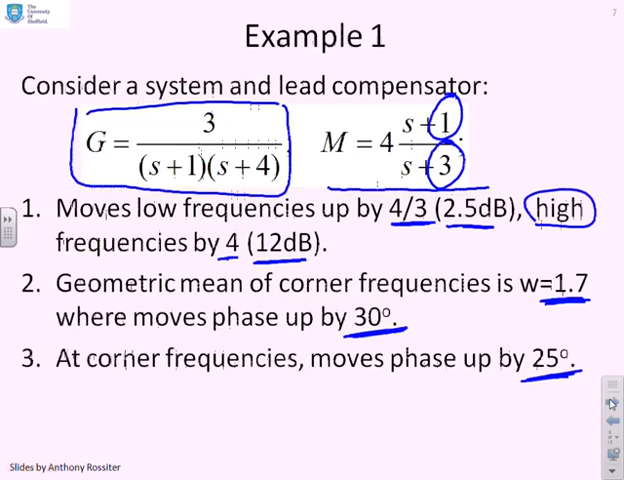 The
University
Of
Sheffield.
7
Example 1
Consider a system and lead compensator:
G = 3 / ((s + 1)(s + 4)) M = 4 (s + 1) / (s + 3)
1. Moves low frequencies up by 4/3 (2.5dB), high
frequencies by 4 (12dB).
2. Geometric mean of corner frequencies is w=1.7
where moves phase up by 30°.
3. At corner frequencies, moves phase up by 25°.
Slides by Anthony Rossiter